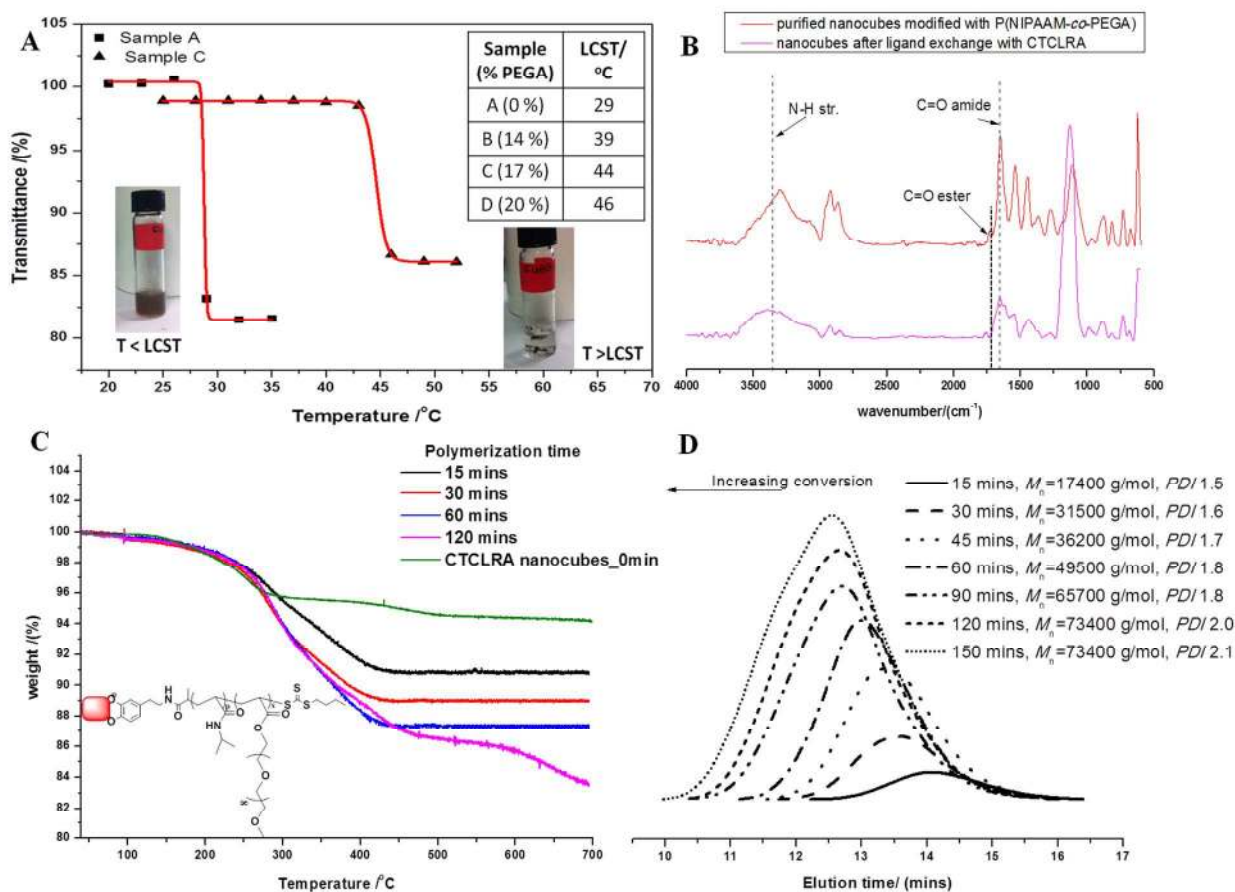 A
105
100
95
90
85
80
Transmittance /(%)
Sample A
Sample C
Sample (% PEGA) LCST/ °C
A (0 %) 29
B (14 %) 39
C (17 %) 44
D (20 %) 46
T < LCST
T >LCST
15 20 25 30 35 40 45 50 55 60 65 70
Temperature /°C
B
purified nanocubes modified with P(NIPAAM-co-PEGA)
nanocubes after ligand exchange with CTCLRA
N-H str.
C=O amide
C=O ester
4000 3500 3000 2500 2000 1500 1000 500
wavenumber/(cm⁻¹)
C
104
102
100
98
96
94
92
90
88
86
84
82
80
weight /(%)
Polymerization time
15 mins
30 mins
60 mins
120 mins
CTCLRA nanocubes_0min
O
O
NH
O
O
HN
O
O
S
S
S
O
8
O
100 200 300 400 500 600 700
Temperature /°C
D
Increasing conversion
15 mins, Mn=17400 g/mol, PDI 1.5
30 mins, Mn=31500 g/mol, PDI 1.6
45 mins, Mn=36200 g/mol, PDI 1.7
60 mins, Mn=49500 g/mol, PDI 1.8
90 mins, Mn=65700 g/mol, PDI 1.8
120 mins, Mn=73400 g/mol, PDI 2.0
150 mins, Mn=73400 g/mol, PDI 2.1
10 11 12 13 14 15 16 17
Elution time/ (mins)